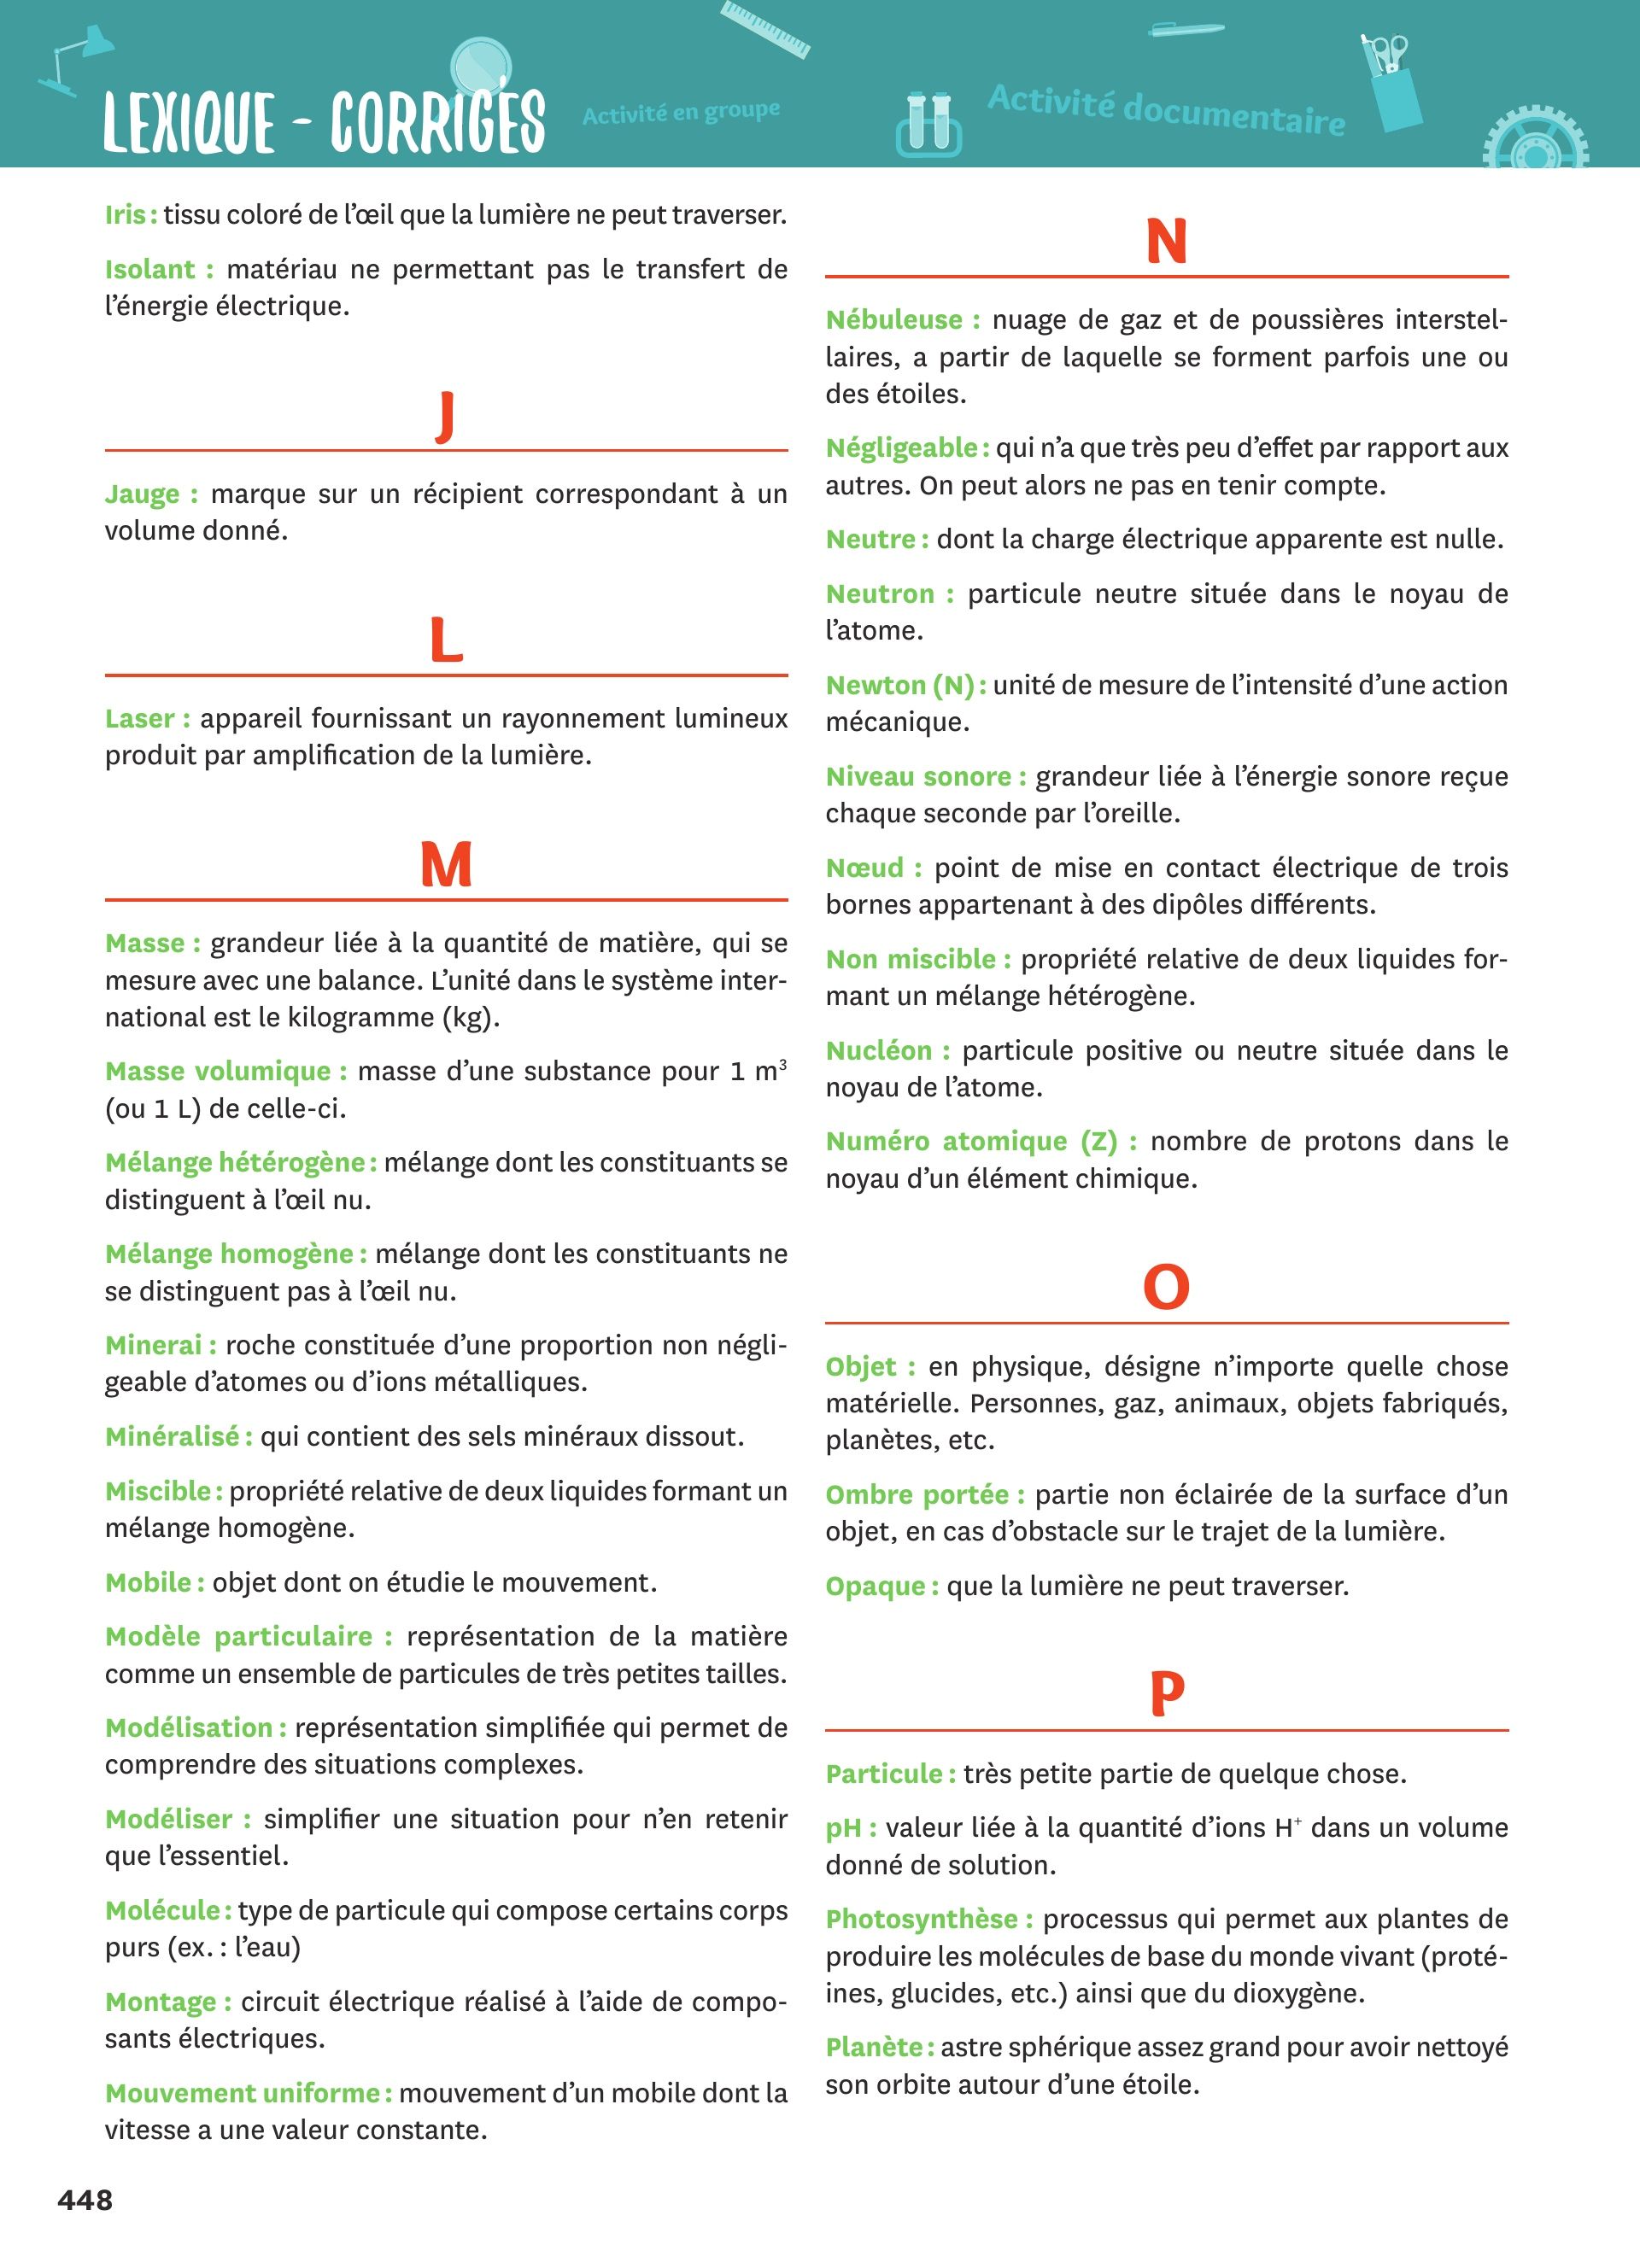 LEXIQUE - CORRIGÉS
Activité en groupe
Activité documentaire
Iris : tissu coloré de l’œil que la lumière ne peut traverser.
Isolant : matériau ne permettant pas le transfert de
l’énergie électrique.
J
Jauge : marque sur un récipient correspondant à un
volume donné.
L
Laser : appareil fournissant un rayonnement lumineux
produit par amplification de la lumière.
M
Masse : grandeur liée à la quantité de matière, qui se
mesure avec une balance. L’unité dans le système inter-
national est le kilogramme (kg).
Masse volumique : masse d’une substance pour 1 m³
(ou 1 L) de celle-ci.
Mélange hétérogène : mélange dont les constituants se
distinguent à l’œil nu.
Mélange homogène : mélange dont les constituants ne
se distinguent pas à l’œil nu.
Minerai : roche constituée d’une proportion non négli-
geable d’atomes ou d’ions métalliques.
Minéralisé : qui contient des sels minéraux dissout.
Miscible : propriété relative de deux liquides formant un
mélange homogène.
Mobile : objet dont on étudie le mouvement.
Modèle particulaire : représentation de la matière
comme un ensemble de particules de très petites tailles.
Modélisation : représentation simplifiée qui permet de
comprendre des situations complexes.
Modéliser : simplifier une situation pour n’en retenir
que l’essentiel.
Molécule : type de particule qui compose certains corps
purs (ex. : l’eau)
Montage : circuit électrique réalisé à l’aide de compo-
sants électriques.
Mouvement uniforme : mouvement d’un mobile dont la
vitesse a une valeur constante.
N
Nébuleuse : nuage de gaz et de poussières interstel-
laires, a partir de laquelle se forment parfois une ou
des étoiles.
Négligeable : qui n’a que très peu d’effet par rapport aux
autres. On peut alors ne pas en tenir compte.
Neutre : dont la charge électrique apparente est nulle.
Neutron : particule neutre située dans le noyau de
l’atome.
Newton (N) : unité de mesure de l’intensité d’une action
mécanique.
Niveau sonore : grandeur liée à l’énergie sonore reçue
chaque seconde par l’oreille.
Nœud : point de mise en contact électrique de trois
bornes appartenant à des dipôles différents.
Non miscible : propriété relative de deux liquides for-
mant un mélange hétérogène.
Nucléon : particule positive ou neutre située dans le
noyau de l’atome.
Numéro atomique (Z) : nombre de protons dans le
noyau d’un élément chimique.
O
Objet : en physique, désigne n’importe quelle chose
matérielle. Personnes, gaz, animaux, objets fabriqués,
planètes, etc.
Ombre portée : partie non éclairée de la surface d’un
objet, en cas d’obstacle sur le trajet de la lumière.
Opaque : que la lumière ne peut traverser.
P
Particule : très petite partie de quelque chose.
pH : valeur liée à la quantité d’ions H⁺ dans un volume
donné de solution.
Photosynthèse : processus qui permet aux plantes de
produire les molécules de base du monde vivant (proté-
ines, glucides, etc.) ainsi que du dioxygène.
Planète : astre sphérique assez grand pour avoir nettoyé
son orbite autour d’une étoile.
448